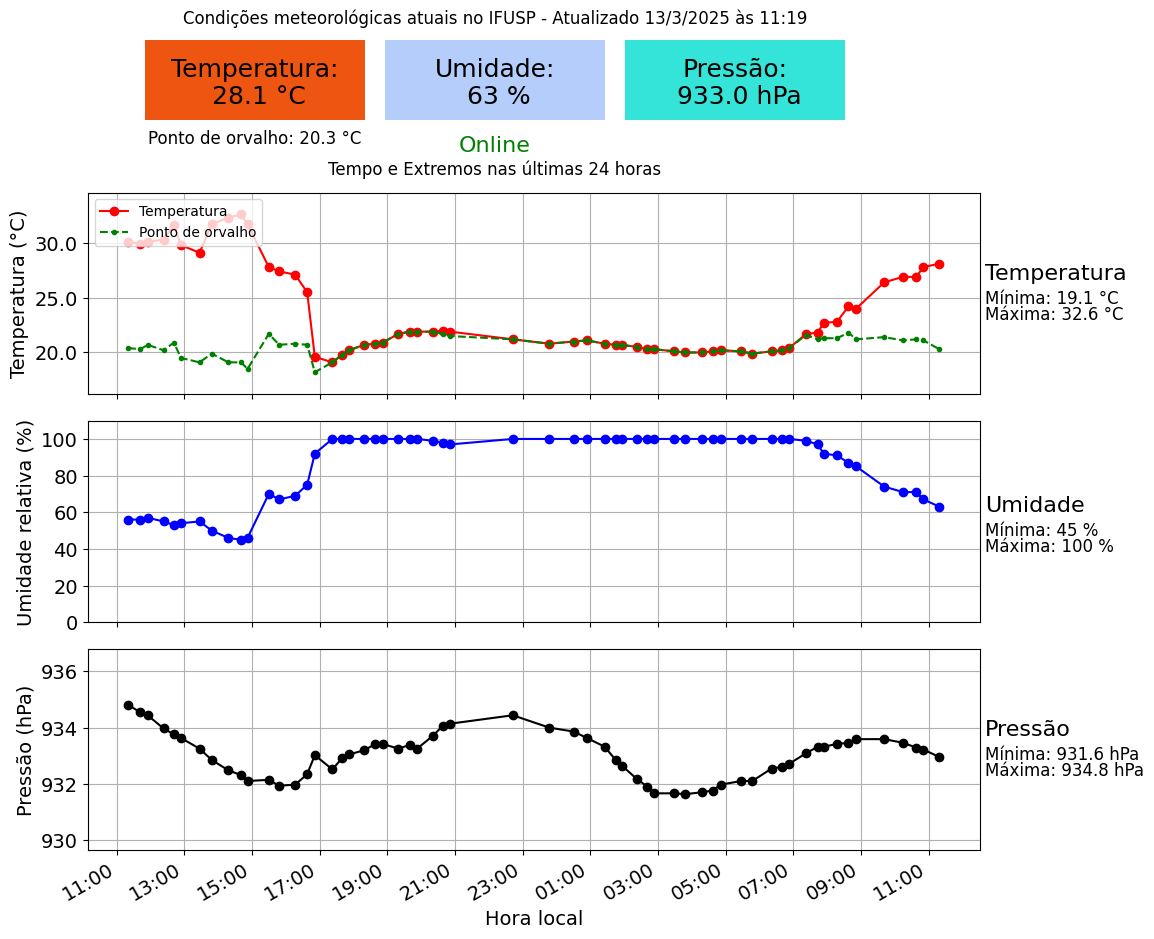 Condições meteorológicas atuais no IFUSP - Atualizado 13/3/2025 às 11:19
Temperatura:
28.1 °C
Umidade:
63 %
Pressão:
933.0 hPa
Ponto de orvalho: 20.3 °C
Online
Tempo e Extremos nas últimas 24 horas
Temperatura (°C)
30.0
25.0
20.0
Temperatura
Ponto de orvalho
Temperatura
Mínima: 19.1 °C
Máxima: 32.6 °C
Umidade relativa (%)
100
80
60
40
20
0
Umidade
Mínima: 45 %
Máxima: 100 %
Pressão (hPa)
936
934
932
930
Pressão
Mínima: 931.6 hPa
Máxima: 934.8 hPa
11:00
13:00
15:00
17:00
19:00
21:00
23:00
01:00
03:00
05:00
07:00
09:00
11:00
Hora local